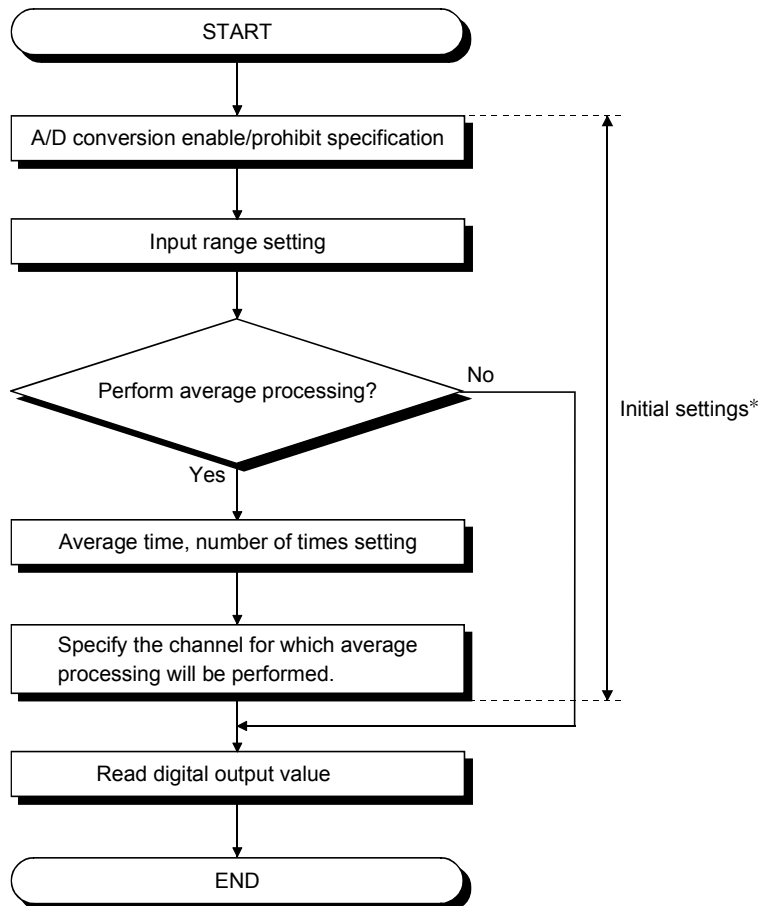 START
A/D conversion enable/prohibit specification
Input range setting
Perform average processing?
No
Initial settings*
Yes
Average time, number of times setting
Specify the channel for which average
processing will be performed.
Read digital output value
END